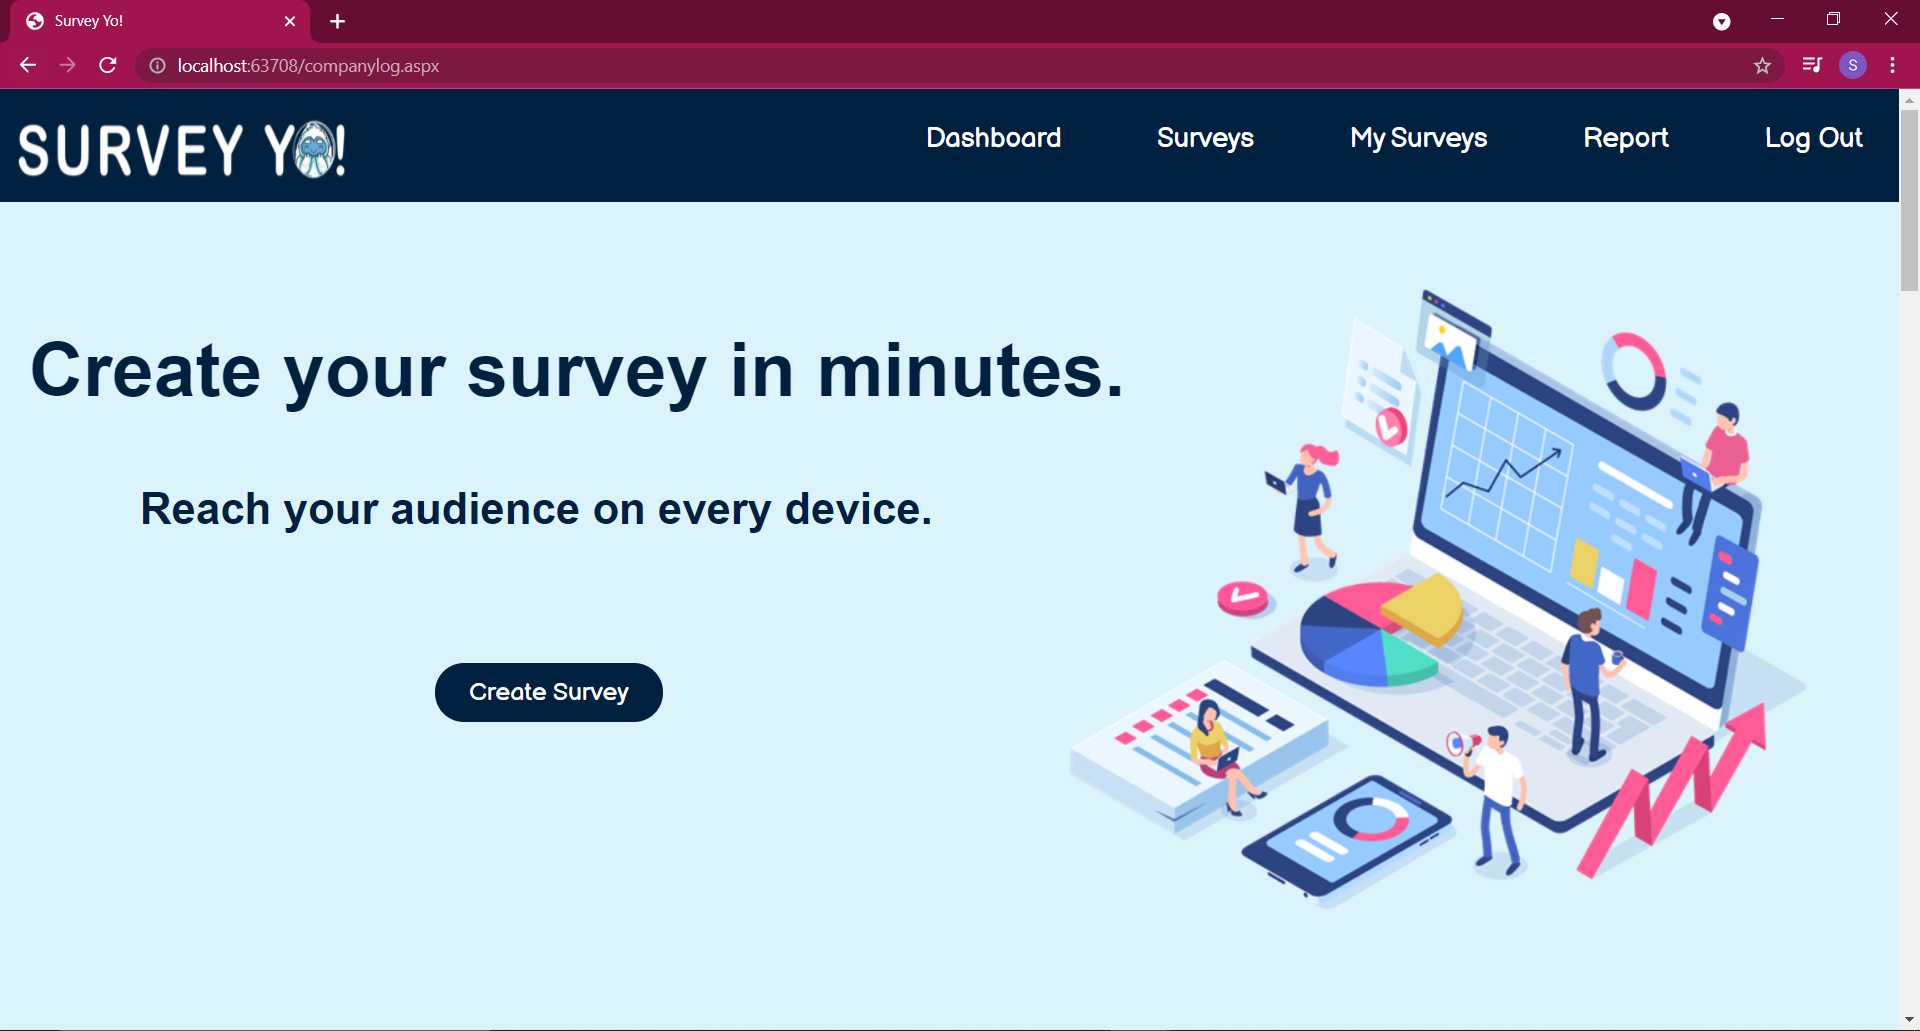 Survey Yo!
localhost:63708/companylog.aspx
S
SURVEY YO!
Dashboard
Surveys
My Surveys
Report
Log Out
Create your survey in minutes.
Reach your audience on every device.
Create Survey